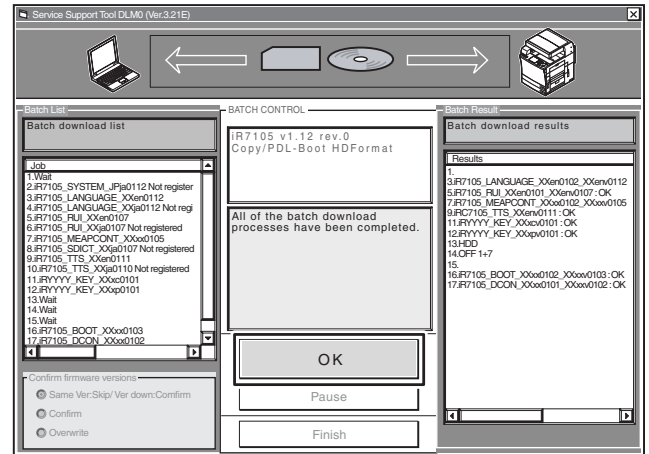 Service Support Tool DLM0 (Ver.3.21E)
Batch List
Batch download list
Job
1.Wait
2.iR7105_SYSTEM_JPja0112 Not register
3.iR7105_LANGUAGE_XXen0112
4.iR7105_LANGUAGE_XXja0112 Not regi
5.iR7105_RUI_XXen0107
6.iR7105_RUI_XXja0107 Not registered
7.iR7105_MEAPCONT_XXxx0105
8.iR7105_SDICT_XXja0107 Not registered
9.iR7105_TTS_XXen0111
10.iR7105_TTS_XXja0110 Not registered
11.iRYYYY_KEY_XXxc0101
12.iRYYYY_KEY_XXxp0101
13.Wait
14.Wait
15.Wait
16.iR7105_BOOT_XXxx0103
17.iR7105_DCON_XXxx0102
Confirm firmware versions
Same Ver:Skip/ Ver down:Comfirm
Confirm
Overwrite
BATCH CONTROL
iR7105 v1.12 rev.0
Copy/PDL-Boot HDFormat
All of the batch download
processes have been completed.
OK
Pause
Finish
Batch Result
Batch download results
Results
1.
3.iR7105_LANGUAGE_XXen0102_XXenv0112
5.iR7105_RUI_XXen0101_XXenv0107 : OK
7.iR7105_MEAPCONT_XXxx0102_XXxxv0105
9.iRC7105_TTS_XXenv0111 : OK
11.iRYYYY_KEY_XXxcv0101 : OK
12.iRYYYY_KEY_XXxpv0101 : OK
13.HDD
14.OFF 1+7
15.
16.iR7105_BOOT_XXxx0102_XXxxv0103 : OK
17.iR7105_DCON_XXxx0101_XXxxv0102 : OK